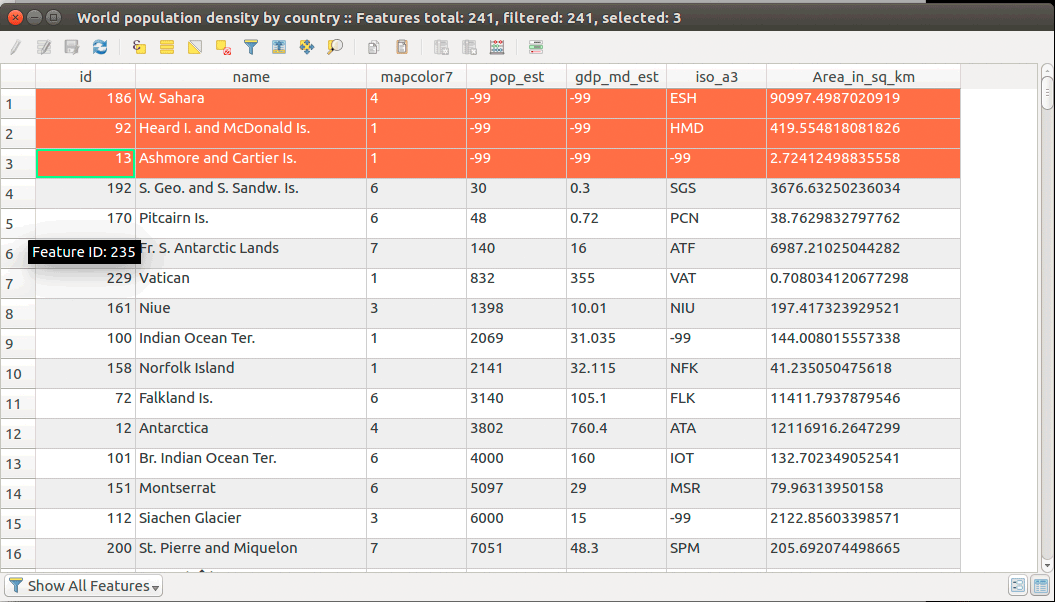 World population density by country :: Features total: 241, filtered: 241, selected: 3
id name mapcolor7 pop_est gdp_md_est iso_a3 Area_in_sq_km
1 186 W. Sahara 4 -99 -99 ESH 90997.4987020919
2 92 Heard I. and McDonald Is. 1 -99 -99 HMD 419.554818081826
3 13 Ashmore and Cartier Is. 1 -99 -99 -99 2.72412498835558
4 192 S. Geo. and S. Sandw. Is. 6 30 0.3 SGS 3676.63250236034
5 170 Pitcairn Is. 6 48 0.72 PCN 38.7629832797762
6 Feature ID: 235 Fr. S. Antarctic Lands 7 140 16 ATF 6987.21025044282
7 229 Vatican 1 832 355 VAT 0.708034120677298
8 161 Niue 3 1398 10.01 NIU 197.417323929521
9 100 Indian Ocean Ter. 1 2069 31.035 -99 144.008015557338
10 158 Norfolk Island 1 2141 32.115 NFK 41.235050475618
11 72 Falkland Is. 6 3140 105.1 FLK 11411.7937879546
12 12 Antarctica 4 3802 760.4 ATA 12116916.2647299
13 101 Br. Indian Ocean Ter. 6 4000 160 IOT 132.702349052541
14 151 Montserrat 6 5097 29 MSR 79.96313950158
15 112 Siachen Glacier 3 6000 15 -99 2122.85603398571
16 200 St. Pierre and Miquelon 7 7051 48.3 SPM 205.692074498665
Show All Features